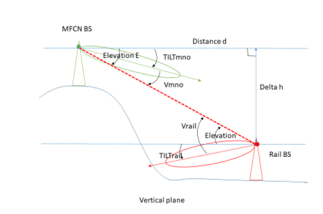 MFCN BS
Distance d
Elevation E
TILTmno
Vmno
Delta h
Vrail
Elevation
TILTrail
Rail BS
Vertical plane